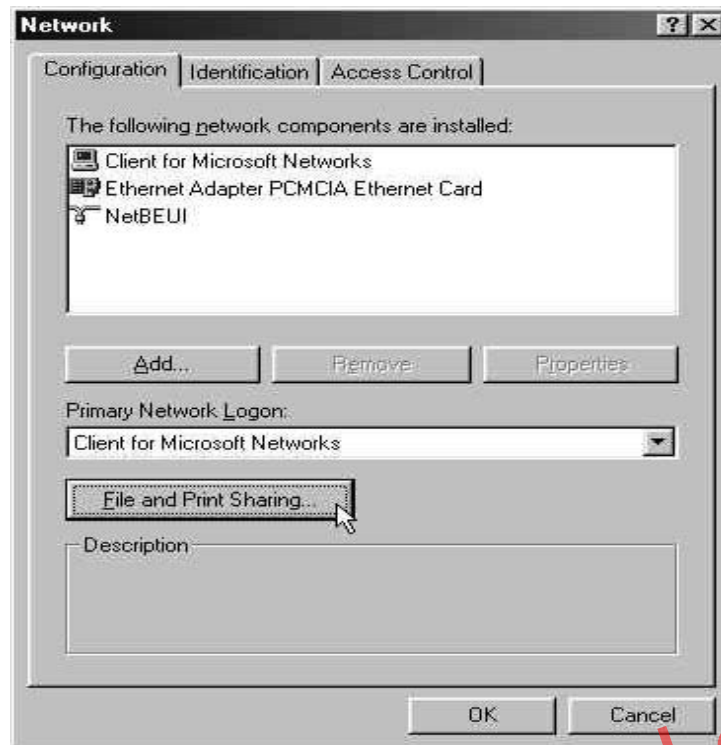 Network
Configuration Identification Access Control
The following network components are installed:
Client for Microsoft Networks
Ethernet Adapter PCMCIA Ethernet Card
NetBEUI
Add... Remove Properties
Primary Network Logon:
Client for Microsoft Networks
File and Print Sharing...
Description
OK Cancel